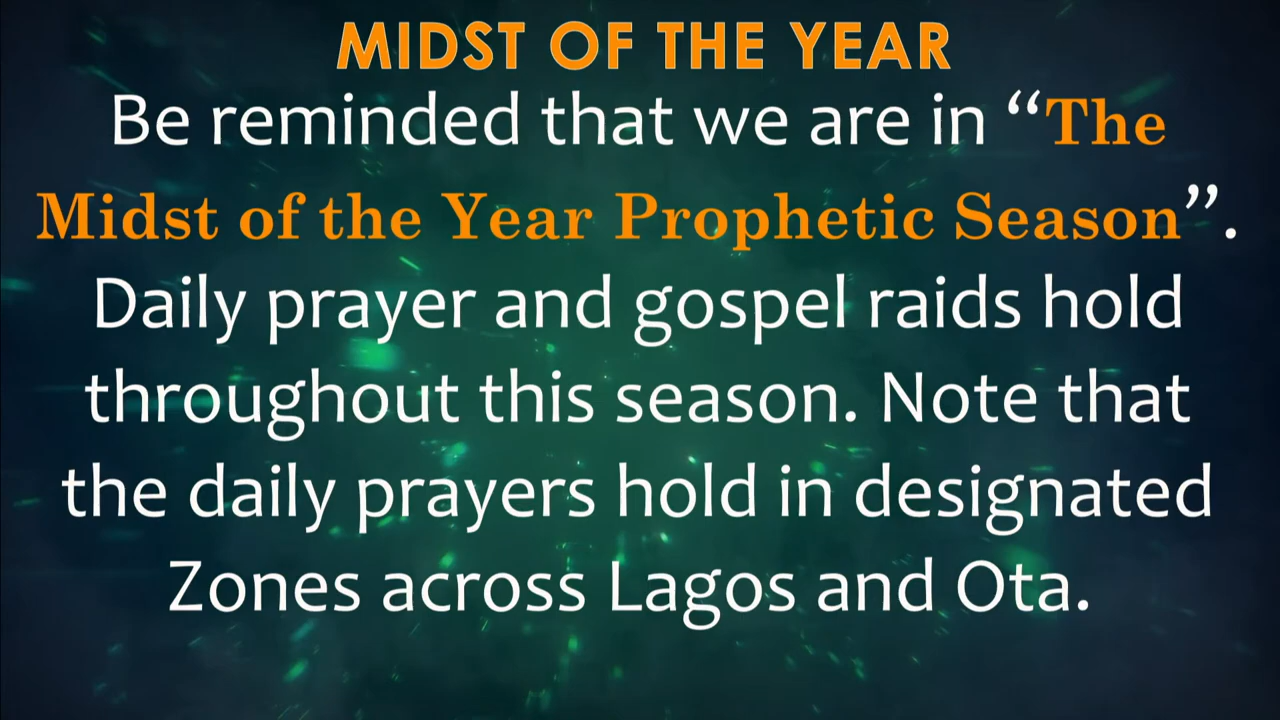 MIDST OF THE YEAR
Be reminded that we are in “The
Midst of the Year Prophetic Season”.
Daily prayer and gospel raids hold
throughout this season. Note that
the daily prayers hold in designated
Zones across Lagos and Ota.